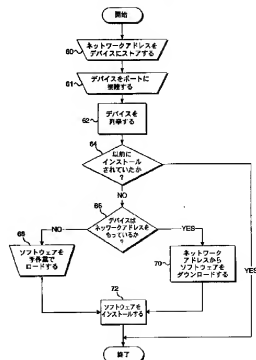 開始
60
ネットワークアドレスを
デバイスにストアする
61
デバイスをポートに
接続する
62
デバイスを
列挙する
64
以前に
インストール
されていたか
?
NO
YES
65
デバイスは
ネットワークアドレスを
もっているか
?
NO
YES
68
ソフトウェアを
手作業で
ロードする
70
ネットワーク
アドレスから
ソフトウェアを
ダウンロードする
72
ソフトウェアを
インストールする
終了